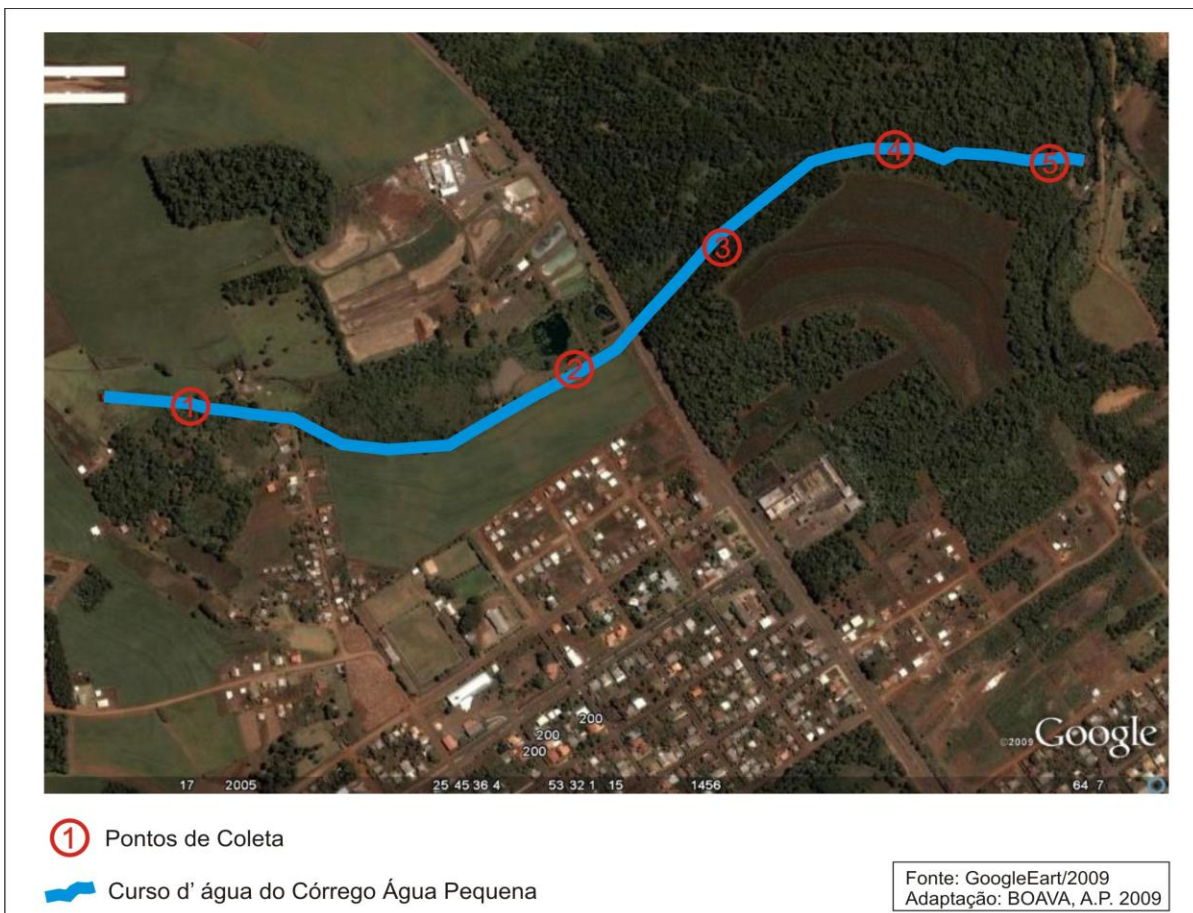 4
5
3
2
1
200
200
200
©2009 Google
17 2005 25 45 36 4 53 32 1 15 1456 64 7
1 Pontos de Coleta
Curso d' água do Córrego Água Pequena
Fonte: GoogleEart/2009
Adaptação: BOAVA, A.P. 2009